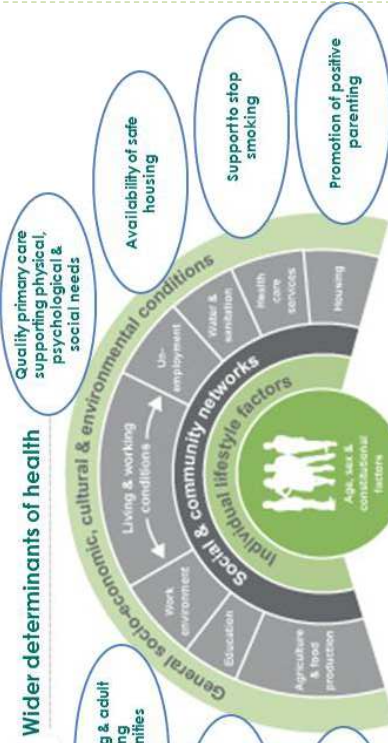 Wider determinants of health
Quality primary care
supporting physical,
psychological &
social needs
Availability of safe
housing
Support to stop
smoking
Promotion of positive
parenting
g & adult
ng
nities
General socio-economic, cultural & environmental conditions
Living & working
conditions
Work
environment
Education
Agriculture
& food
production
Un-
employment
Water &
sanitation
Health
care
services
Housing
Social & community networks
Individual lifestyle factors
Age, sex &
constitutional
factors